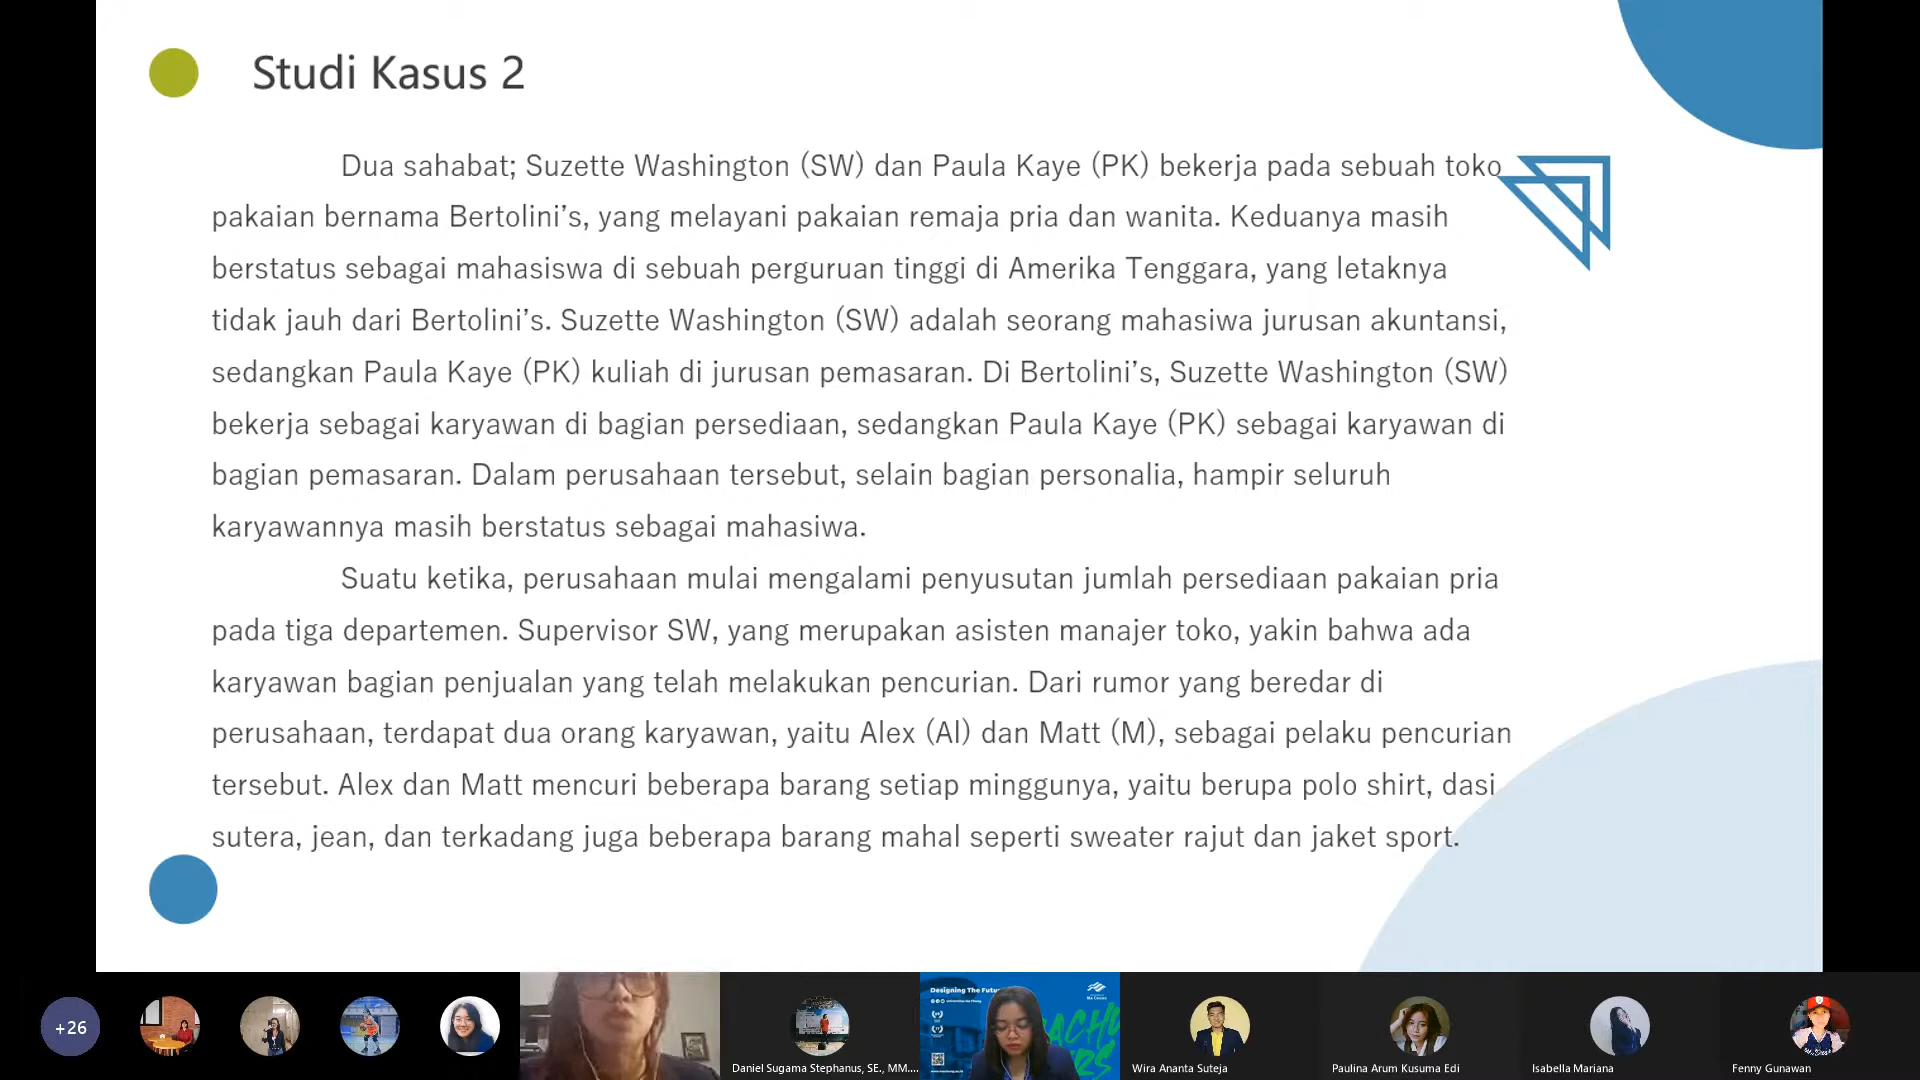 Studi Kasus 2
Dua sahabat; Suzette Washington (SW) dan Paula Kaye (PK) bekerja pada sebuah toko
pakaian bernama Bertolini’s, yang melayani pakaian remaja pria dan wanita. Keduanya masih
berstatus sebagai mahasiswa di sebuah perguruan tinggi di Amerika Tenggara, yang letaknya
tidak jauh dari Bertolini’s. Suzette Washington (SW) adalah seorang mahasiwa jurusan akuntansi,
sedangkan Paula Kaye (PK) kuliah di jurusan pemasaran. Di Bertolini’s, Suzette Washington (SW)
bekerja sebagai karyawan di bagian persediaan, sedangkan Paula Kaye (PK) sebagai karyawan di
bagian pemasaran. Dalam perusahaan tersebut, selain bagian personalia, hampir seluruh
karyawannya masih berstatus sebagai mahasiwa.
Suatu ketika, perusahaan mulai mengalami penyusutan jumlah persediaan pakaian pria
pada tiga departemen. Supervisor SW, yang merupakan asisten manajer toko, yakin bahwa ada
karyawan bagian penjualan yang telah melakukan pencurian. Dari rumor yang beredar di
perusahaan, terdapat dua orang karyawan, yaitu Alex (Al) dan Matt (M), sebagai pelaku pencurian
tersebut. Alex dan Matt mencuri beberapa barang setiap minggunya, yaitu berupa polo shirt, dasi
sutera, jean, dan terkadang juga beberapa barang mahal seperti sweater rajut dan jaket sport.
Designing The Futu
MA CHUNG
+26
Daniel Sugama Stephanus, SE., MM....
Wira Ananta Suteja
Paulina Arum Kusuma Edi
Isabella Mariana
Fenny Gunawan